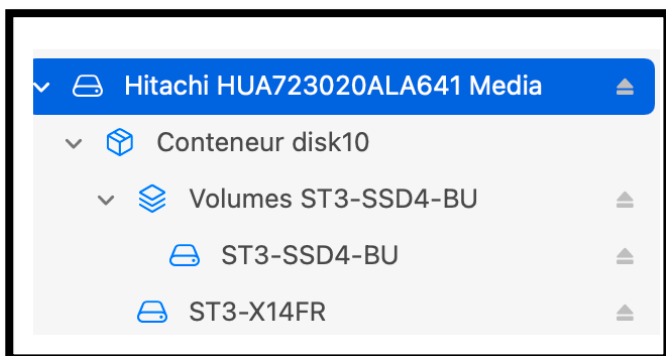 Hitachi HUA723020ALA641 Media
Conteneur disk10
Volumes ST3-SSD4-BU
ST3-SSD4-BU
ST3-X14FR